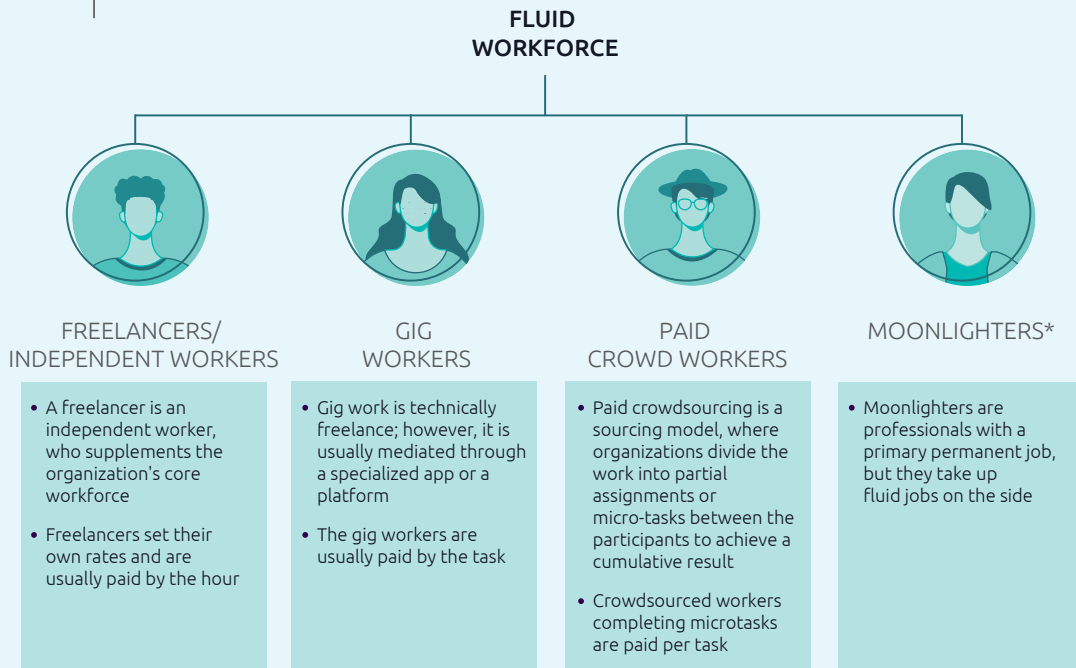 FLUID
WORKFORCE
FREELANCERS/
INDEPENDENT WORKERS
• A freelancer is an
independent worker,
who supplements the
organization's core
workforce
• Freelancers set their
own rates and are
usually paid by the hour
GIG
WORKERS
• Gig work is technically
freelance; however, it is
usually mediated through
a specialized app or a
platform
• The gig workers are
usually paid by the task
PAID
CROWD WORKERS
• Paid crowdsourcing is a
sourcing model, where
organizations divide the
work into partial
assignments or
micro-tasks between the
participants to achieve a
cumulative result
• Crowdsourced workers
completing microtasks
are paid per task
MOONLIGHTERS*
• Moonlighters are
professionals with a
primary permanent job,
but they take up
fluid jobs on the side